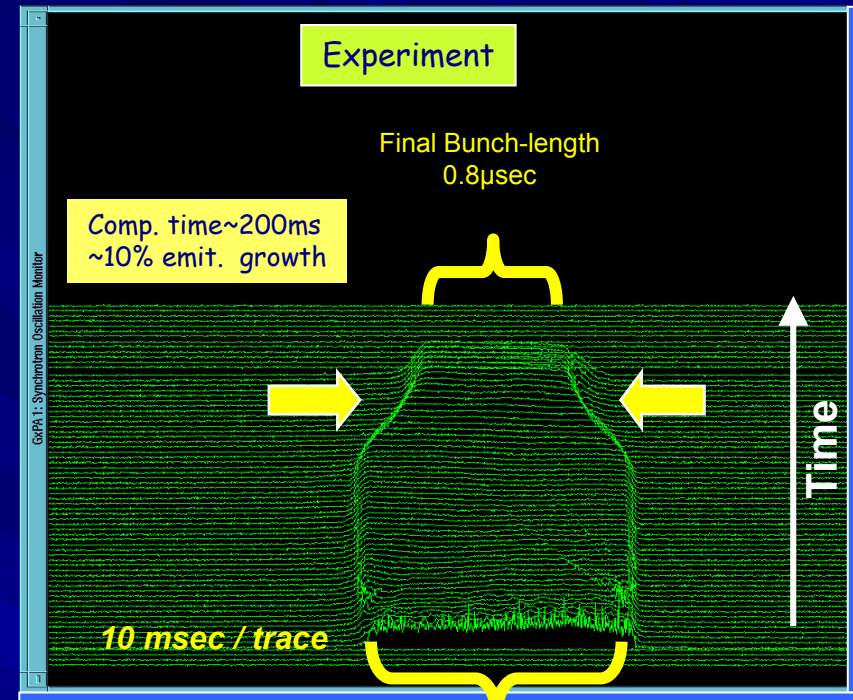 Experiment
Final Bunch-length
0.8µsec
Comp. time~200ms
~10% emit. growth
GxPA 1: Synchrotron Oscillation Monitor
Time
10 msec / trace